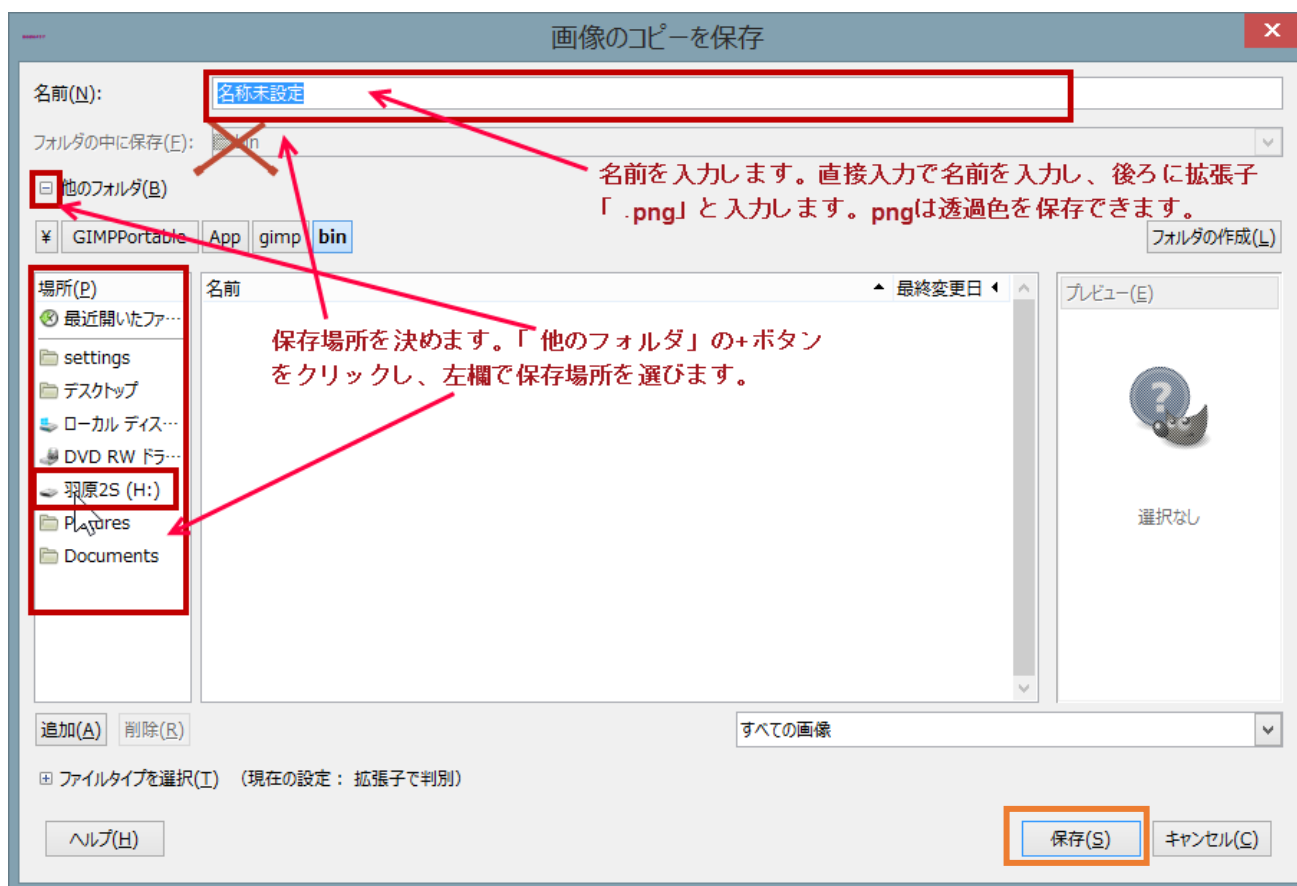 画像のコピーを保存
名前(N):
名称未設定
フォルダの中に保存(F):
bin
名前を入力します。直接入力で名前を入力し、後ろに拡張子
「.png」と入力します。pngは透過色を保存できます。
他のフォルダ(B)
¥ GIMPPortable App gimp bin
フォルダの作成(L)
場所(P)
名前
最終変更日
プレビュー(E)
最近開いたファ…
settings
デスクトップ
ローカル ディス…
DVD RW ドラ…
羽原2S (H:)
Pictures
Documents
保存場所を決めます。「他のフォルダ」の+ボタン
をクリックし、左欄で保存場所を選びます。
選択なし
追加(A) 削除(R)
すべての画像
ファイルタイプを選択(T) （現在の設定： 拡張子で判別）
ヘルプ(H)
保存(S)
キャンセル(C)